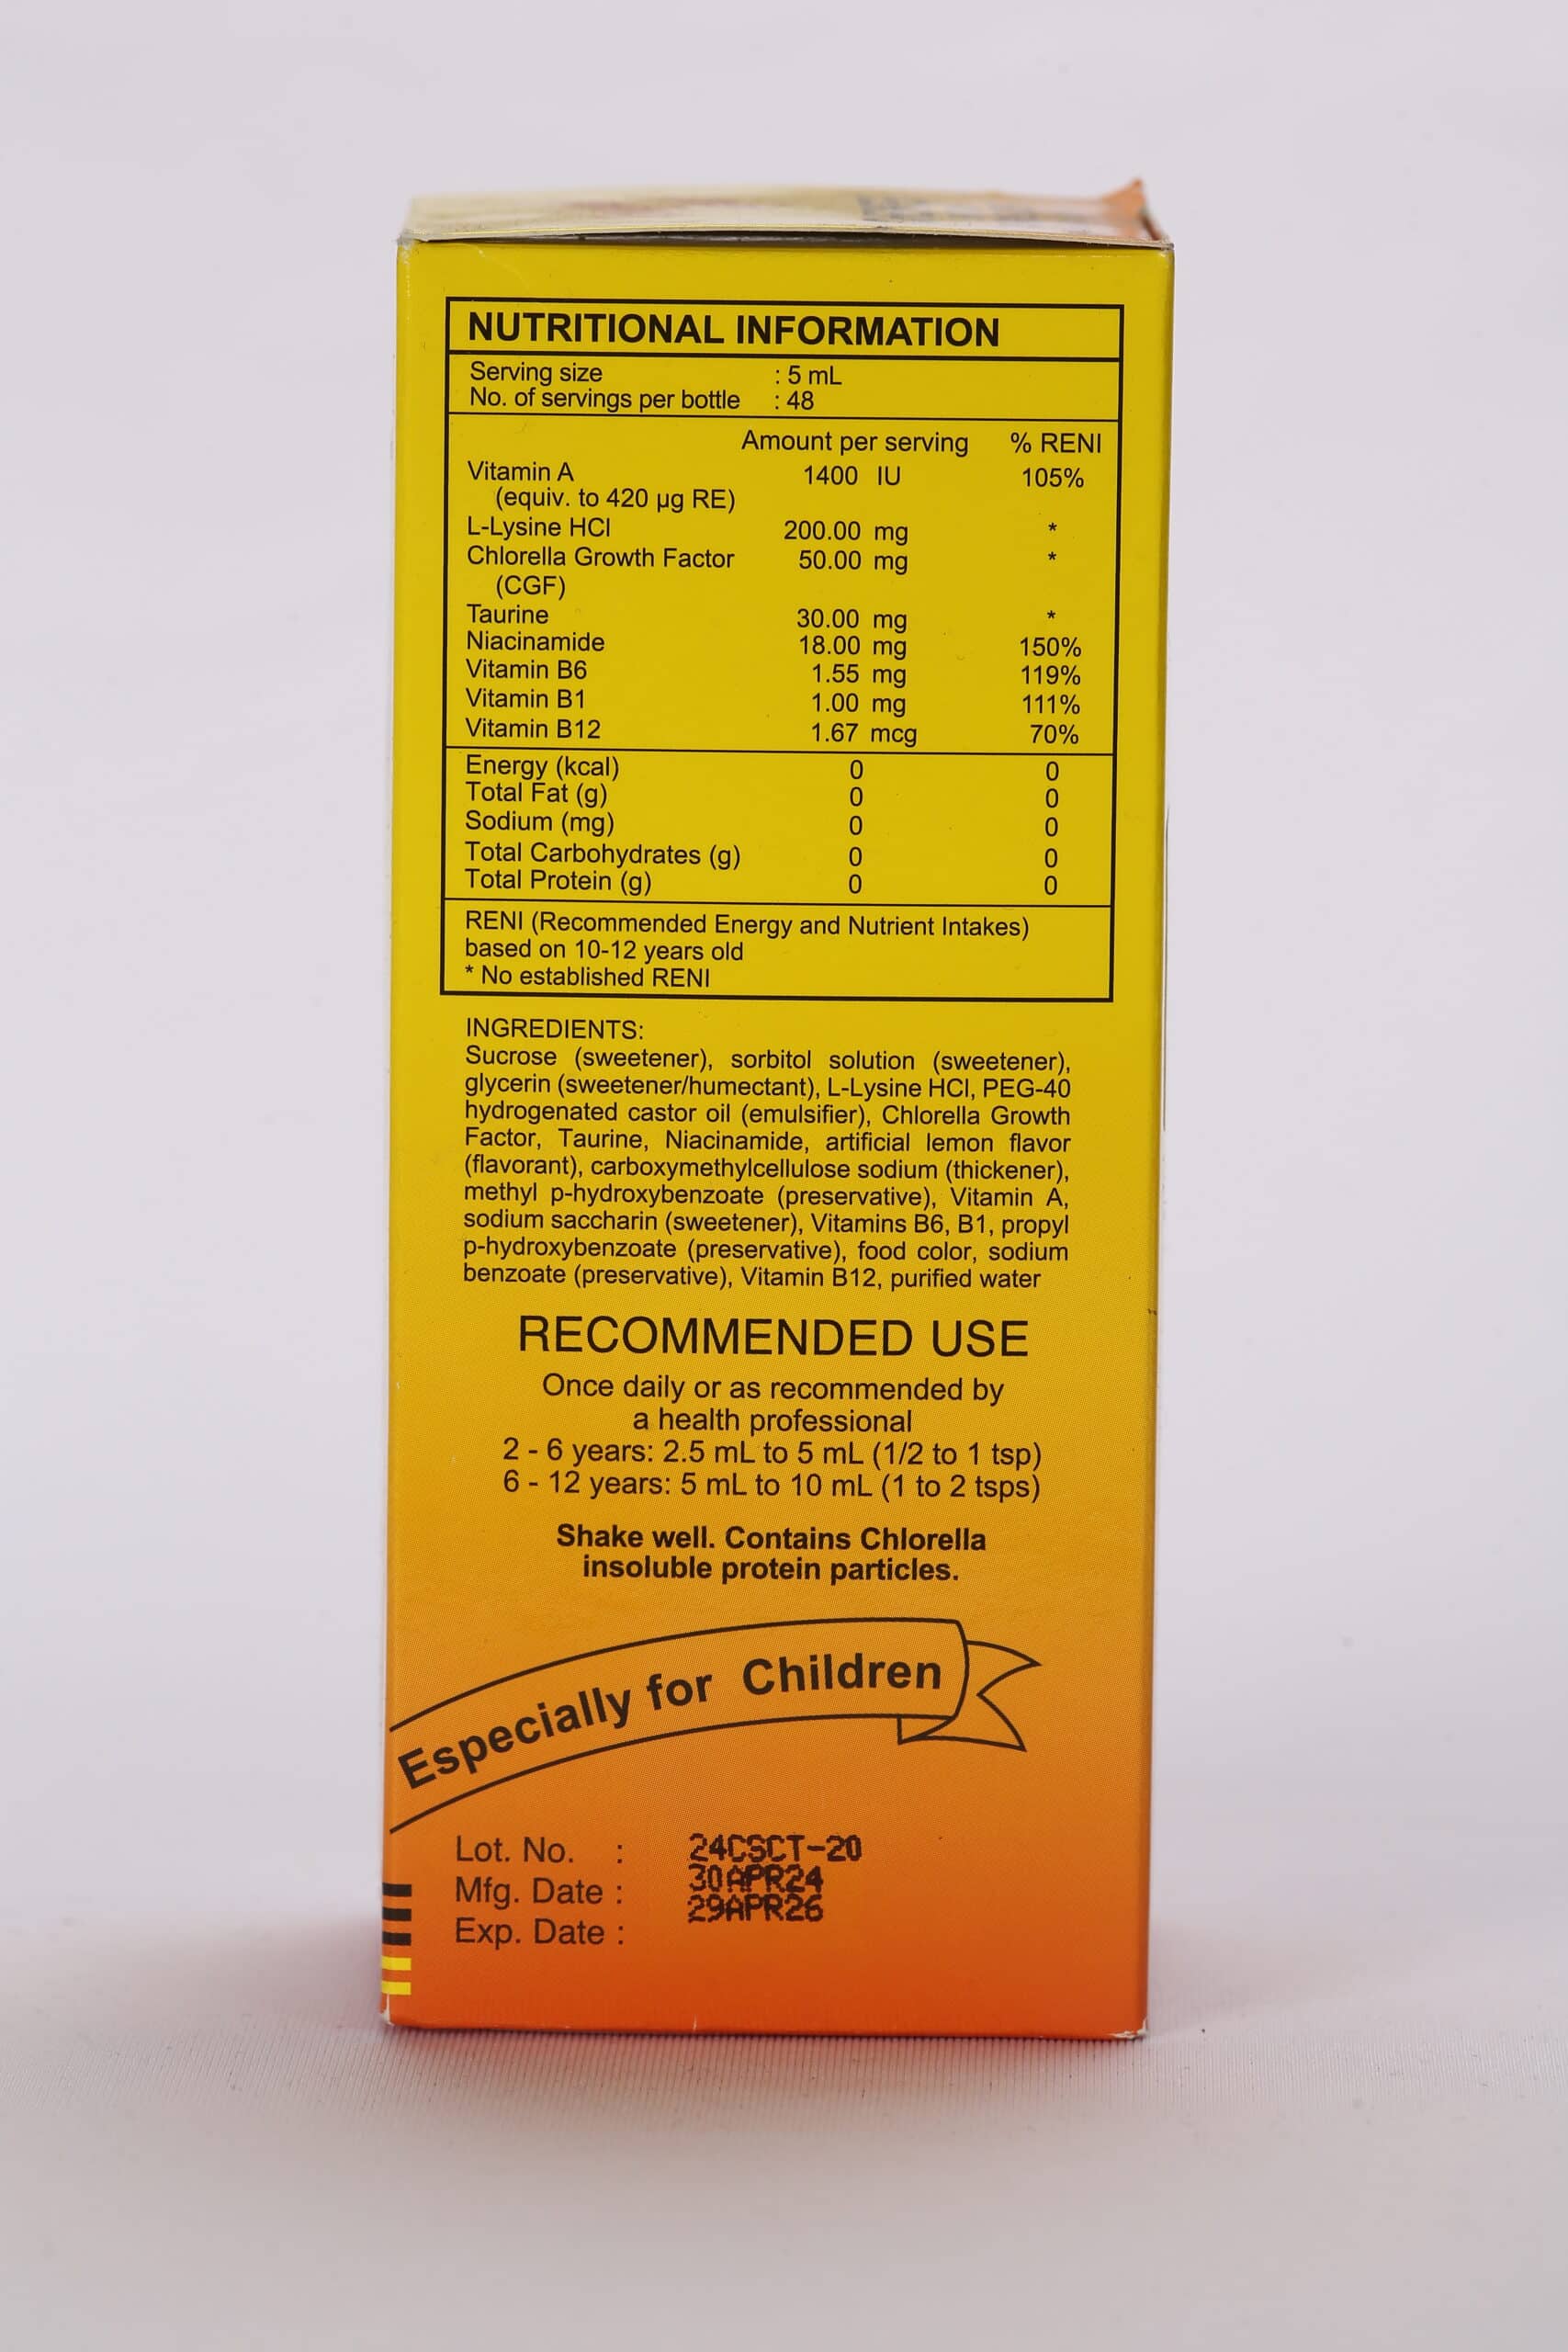 NUTRITIONAL INFORMATION
Serving size : 5 mL
No. of servings per bottle : 48
Amount per serving % RENI
Vitamin A 1400 IU 105%
(equiv. to 420 µg RE)
L-Lysine HCl 200.00 mg *
Chlorella Growth Factor 50.00 mg *
(CGF)
Taurine 30.00 mg *
Niacinamide 18.00 mg 150%
Vitamin B6 1.55 mg 119%
Vitamin B1 1.00 mg 111%
Vitamin B12 1.67 mcg 70%
Energy (kcal) 0 0
Total Fat (g) 0 0
Sodium (mg) 0 0
Total Carbohydrates (g) 0 0
Total Protein (g) 0 0
RENI (Recommended Energy and Nutrient Intakes)
based on 10-12 years old
* No established RENI
INGREDIENTS:
Sucrose (sweetener), sorbitol solution (sweetener),
glycerin (sweetener/humectant), L-Lysine HCl, PEG-40
hydrogenated castor oil (emulsifier), Chlorella Growth
Factor, Taurine, Niacinamide, artificial lemon flavor
(flavorant), carboxymethylcellulose sodium (thickener),
methyl p-hydroxybenzoate (preservative), Vitamin A,
sodium saccharin (sweetener), Vitamins B6, B1, propyl
p-hydroxybenzoate (preservative), food color, sodium
benzoate (preservative), Vitamin B12, purified water
RECOMMENDED USE
Once daily or as recommended by
a health professional
2 - 6 years: 2.5 mL to 5 mL (1/2 to 1 tsp)
6 - 12 years: 5 mL to 10 mL (1 to 2 tsps)
Shake well. Contains Chlorella
insoluble protein particles.
Especially for Children
Lot. No. : 24CSCT-20
Mfg. Date : 30APR24
Exp. Date : 29APR26